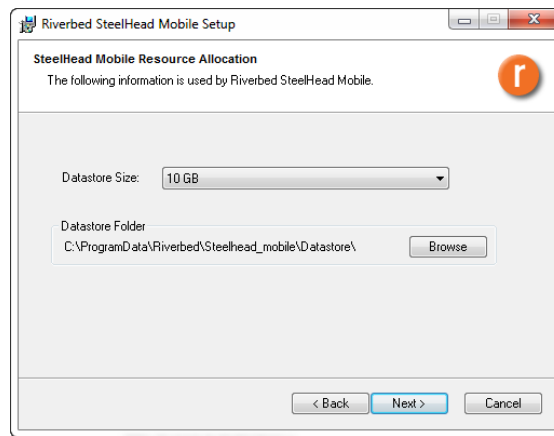 Riverbed SteelHead Mobile Setup
SteelHead Mobile Resource Allocation
The following information is used by Riverbed SteelHead Mobile.
r
Datastore Size: 10 GB
Datastore Folder
C:\ProgramData\Riverbed\Steelhead_mobile\Datastore\ Browse
< Back Next > Cancel